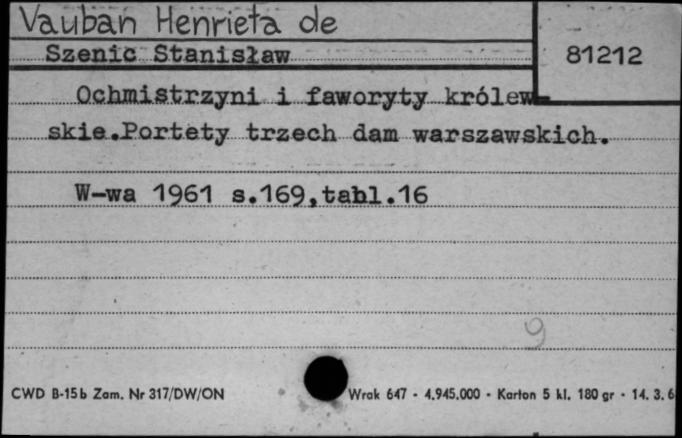 Vauban Henrieta de
Szenic Stanisław
81212
Ochmistrzyni i faworyty królew-
skie.Portety trzech dam warszawskich.
W-wa 1961 s.169,tabl.16
9
CWD B-15b Zam. Nr 317/DW/ON
Wrak 647 - 4.945.000 - Karton 5 kl. 180 gr - 14. 3. 6